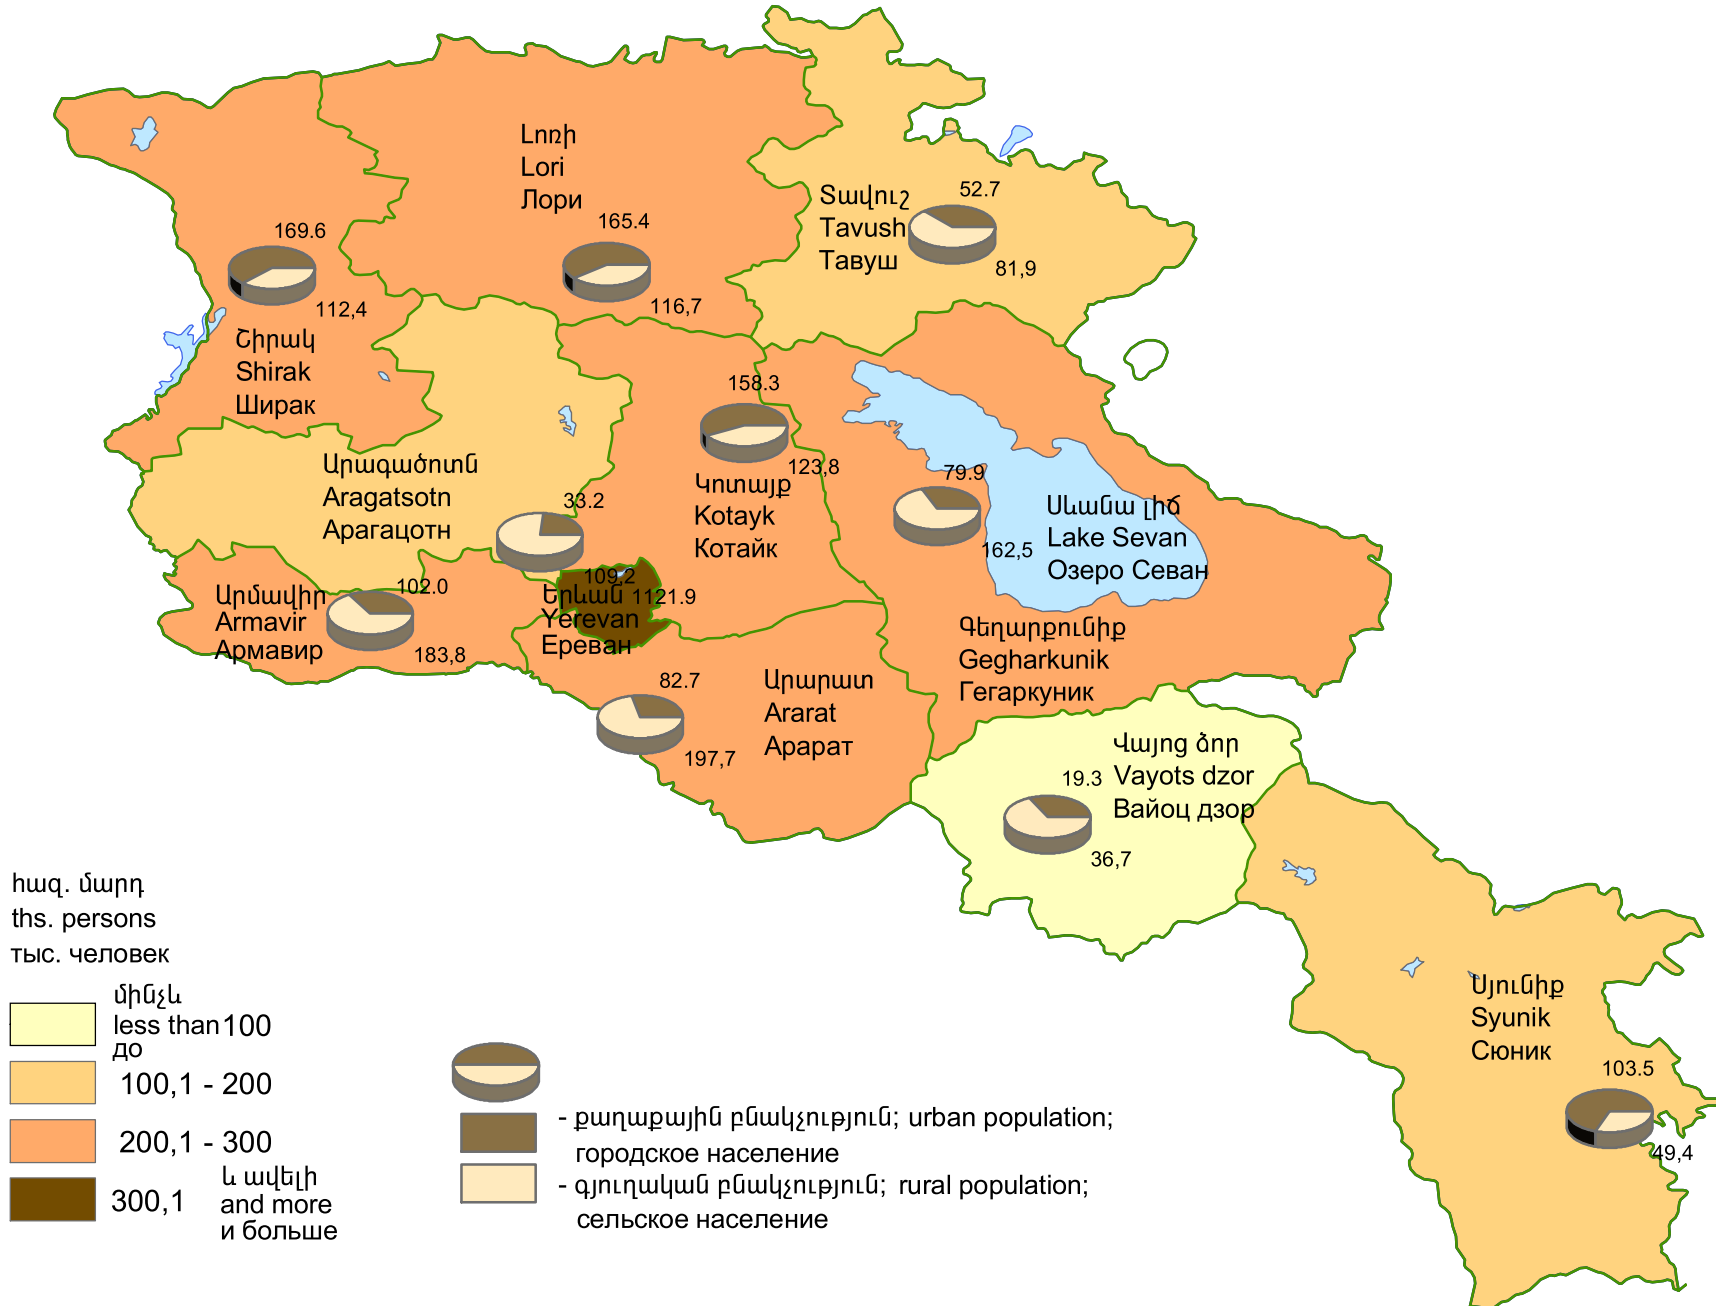 Լոռի
Lori
Лори
165.4
116,7
Տավուշ
Tavush
Тавуш
52.7
81,9
169.6
112,4
Շիրակ
Shirak
Ширак
158.3
123,8
Կոտայք
Kotayk
Котайк
Արագածոտն
Aragatsotn
Арагацотн
33.2
109,2
79.9
162,5
Սևանա լիճ
Lake Sevan
Озеро Севан
Գեղարքունիք
Gegharkunik
Гегаркуник
Արմավիր
Armavir
Армавир
102.0
183,8
Երևան
Yerevan
Ереван
1121.9
82.7
197,7
Արարատ
Ararat
Арарат
Վայոց ձոր
Vayots dzor
Вайоц дзор
19.3
36,7
Սյունիք
Syunik
Сюник
103.5
49,4
հազ. մարդ
ths. persons
тыс. человек
մինչև
less than 100
до
100,1 - 200
200,1 - 300
և ավելի
300,1 and more
и больше
- քաղաքային բնակչություն; urban population;
городское население
- գյուղական բնակչություն; rural population;
сельское население